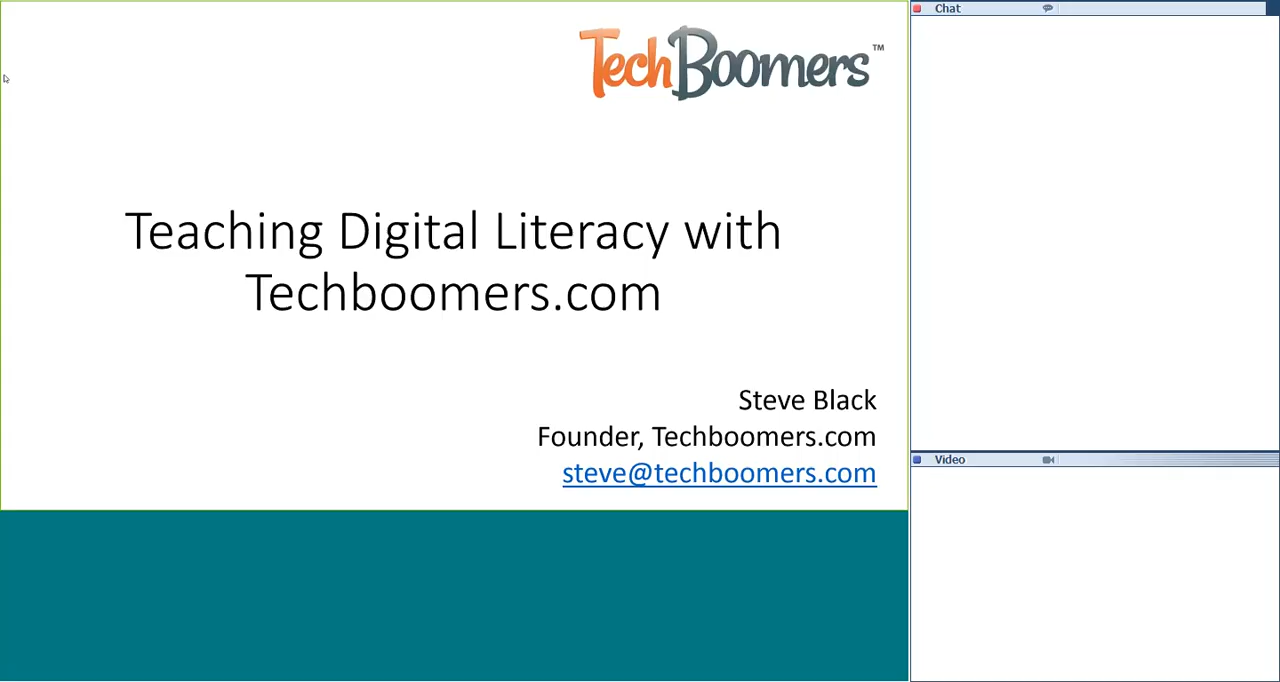 TechBoomers™
Teaching Digital Literacy with
Techboomers.com
Steve Black
Founder, Techboomers.com
steve@techboomers.com
Chat
Video